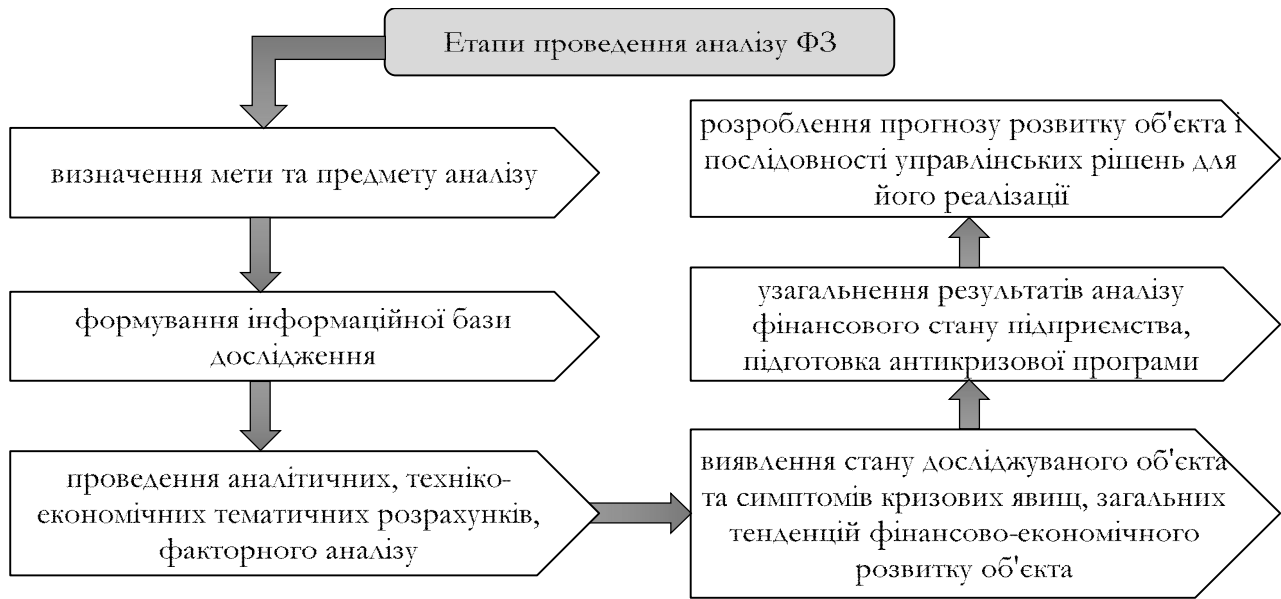 Етапи проведення аналізу ФЗ
визначення мети та предмету аналізу
формування інформаційної бази
дослідження
проведення аналітичних, техніко-
економічних тематичних розрахунків,
факторного аналізу
виявлення стану досліджуваного об'єкта
та симптомів кризових явищ, загальних
тенденцій фінансово-економічного
розвитку об'єкта
узагальнення результатів аналізу
фінансового стану підприємства,
підготовка антикризової програми
розроблення прогнозу розвитку об'єкта і
послідовності управлінських рішень для
його реалізації